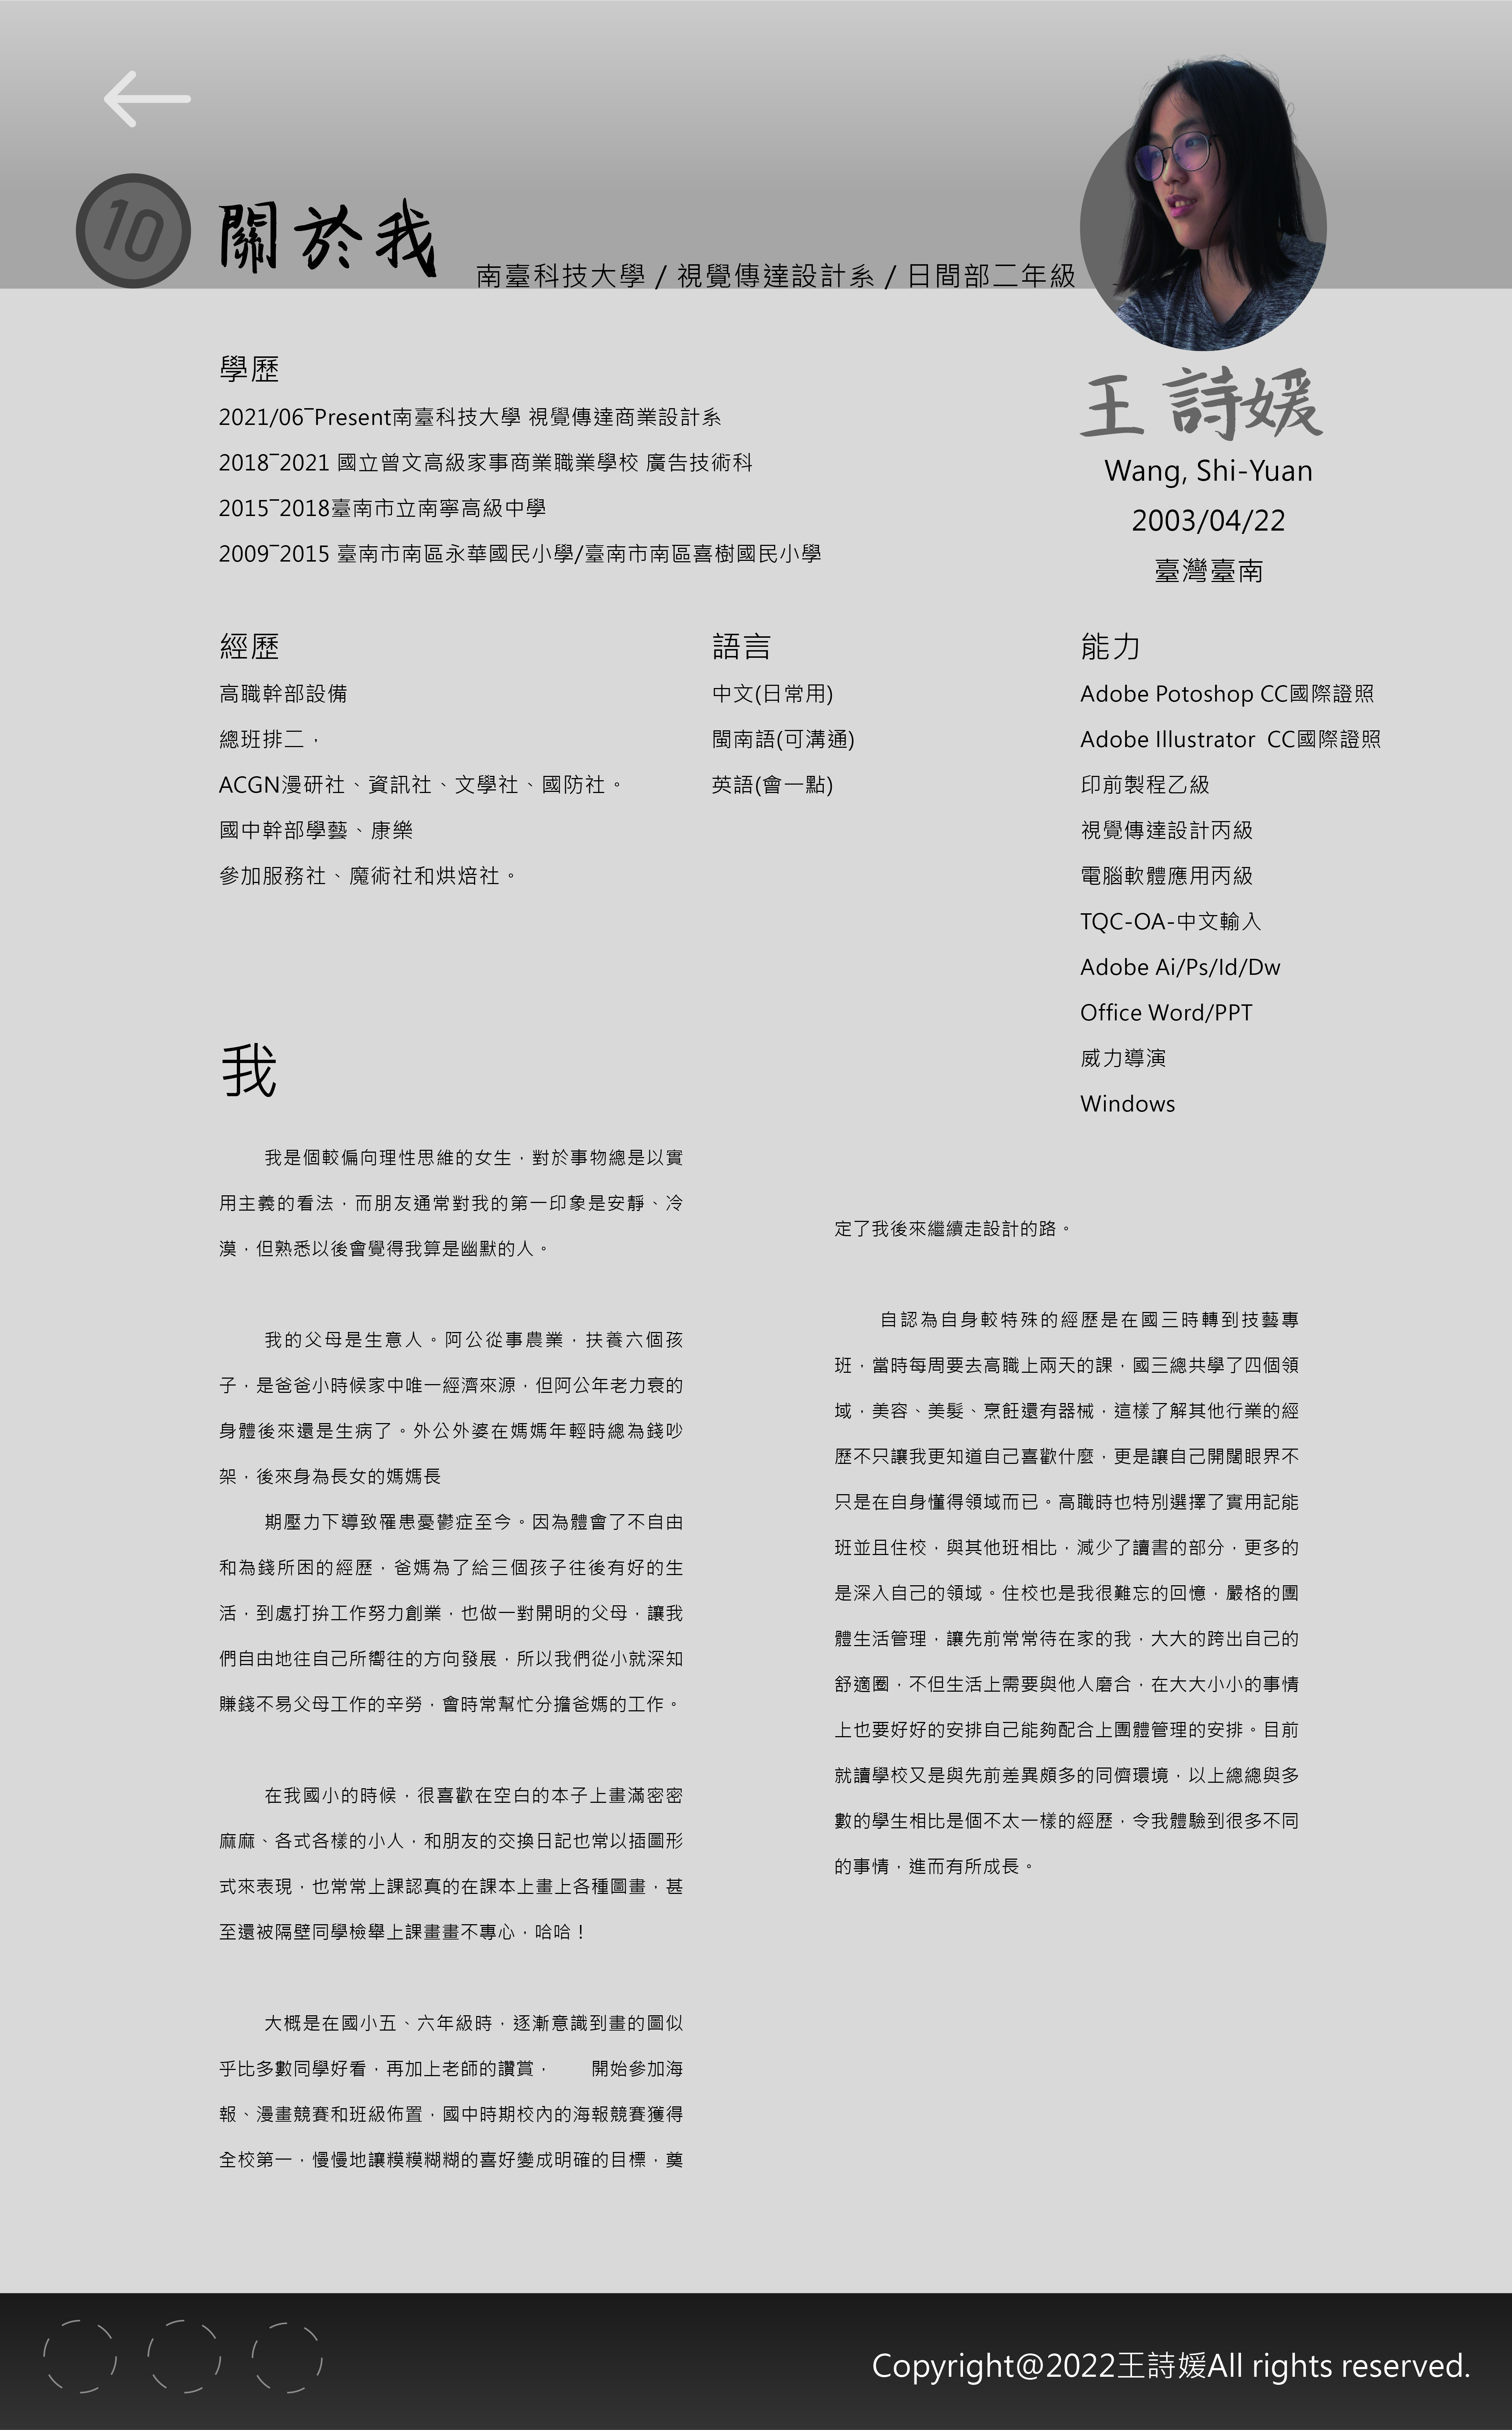 10
關於我
南臺科技大學 / 視覺傳達設計系 / 日間部二年級
王 詩媛
Wang, Shi-Yuan
2003/04/22
臺灣臺南
學歷
2021/06‾Present南臺科技大學 視覺傳達商業設計系
2018‾2021 國立曾文高級家事商業職業學校 廣告技術科
2015‾2018臺南市立南寧高級中學
2009‾2015 臺南市南區永華國民小學/臺南市南區喜樹國民小學
經歷
高職幹部設備
總班排二，
ACGN漫研社、資訊社、文學社、國防社。
國中幹部學藝、康樂
參加服務社、魔術社和烘焙社。
語言
中文(日常用)
閩南語(可溝通)
英語(會一點)
能力
Adobe Potoshop CC國際證照
Adobe Illustrator  CC國際證照
印前製程乙級
視覺傳達設計丙級
電腦軟體應用丙級
TQC-OA-中文輸入
Adobe Ai/Ps/Id/Dw
Office Word/PPT
威力導演
Windows
我
我是個較偏向理性思維的女生，對於事物總是以實
用主義的看法，而朋友通常對我的第一印象是安靜、冷
漠，但熟悉以後會覺得我算是幽默的人。
我的父母是生意人。阿公從事農業，扶養六個孩
子，是爸爸小時候家中唯一經濟來源，但阿公年老力衰的
身體後來還是生病了。外公外婆在媽媽年輕時總為錢吵
架，後來身為長女的媽媽長
期壓力下導致罹患憂鬱症至今。因為體會了不自由
和為錢所困的經歷，爸媽為了給三個孩子往後有好的生
活，到處打拚工作努力創業，也做一對開明的父母，讓我
們自由地往自己所嚮往的方向發展，所以我們從小就深知
賺錢不易父母工作的辛勞，會時常幫忙分擔爸媽的工作。
在我國小的時候，很喜歡在空白的本子上畫滿密密
麻麻、各式各樣的小人，和朋友的交換日記也常以插圖形
式來表現，也常常上課認真的在課本上畫上各種圖畫，甚
至還被隔壁同學檢舉上課畫畫不專心，哈哈！
大概是在國小五、六年級時，逐漸意識到畫的圖似
乎比多數同學好看，再加上老師的讚賞，    開始參加海
報、漫畫競賽和班級佈置，國中時期校內的海報競賽獲得
全校第一，慢慢地讓糢糢糊糊的喜好變成明確的目標，奠
定了我後來繼續走設計的路。
自認為自身較特殊的經歷是在國三時轉到技藝專
班，當時每周要去高職上兩天的課，國三總共學了四個領
域，美容、美髮、烹飪還有器械，這樣了解其他行業的經
歷不只讓我更知道自己喜歡什麼，更是讓自己開闊眼界不
只是在自身懂得領域而已。高職時也特別選擇了實用記能
班並且住校，與其他班相比，減少了讀書的部分，更多的
是深入自己的領域。住校也是我很難忘的回憶，嚴格的團
體生活管理，讓先前常常待在家的我，大大的跨出自己的
舒適圈，不但生活上需要與他人磨合，在大大小小的事情
上也要好好的安排自己能夠配合上團體管理的安排。目前
就讀學校又是與先前差異頗多的同儕環境，以上總總與多
數的學生相比是個不太一樣的經歷，令我體驗到很多不同
的事情，進而有所成長。
Copyright@2022王詩媛All rights reserved.